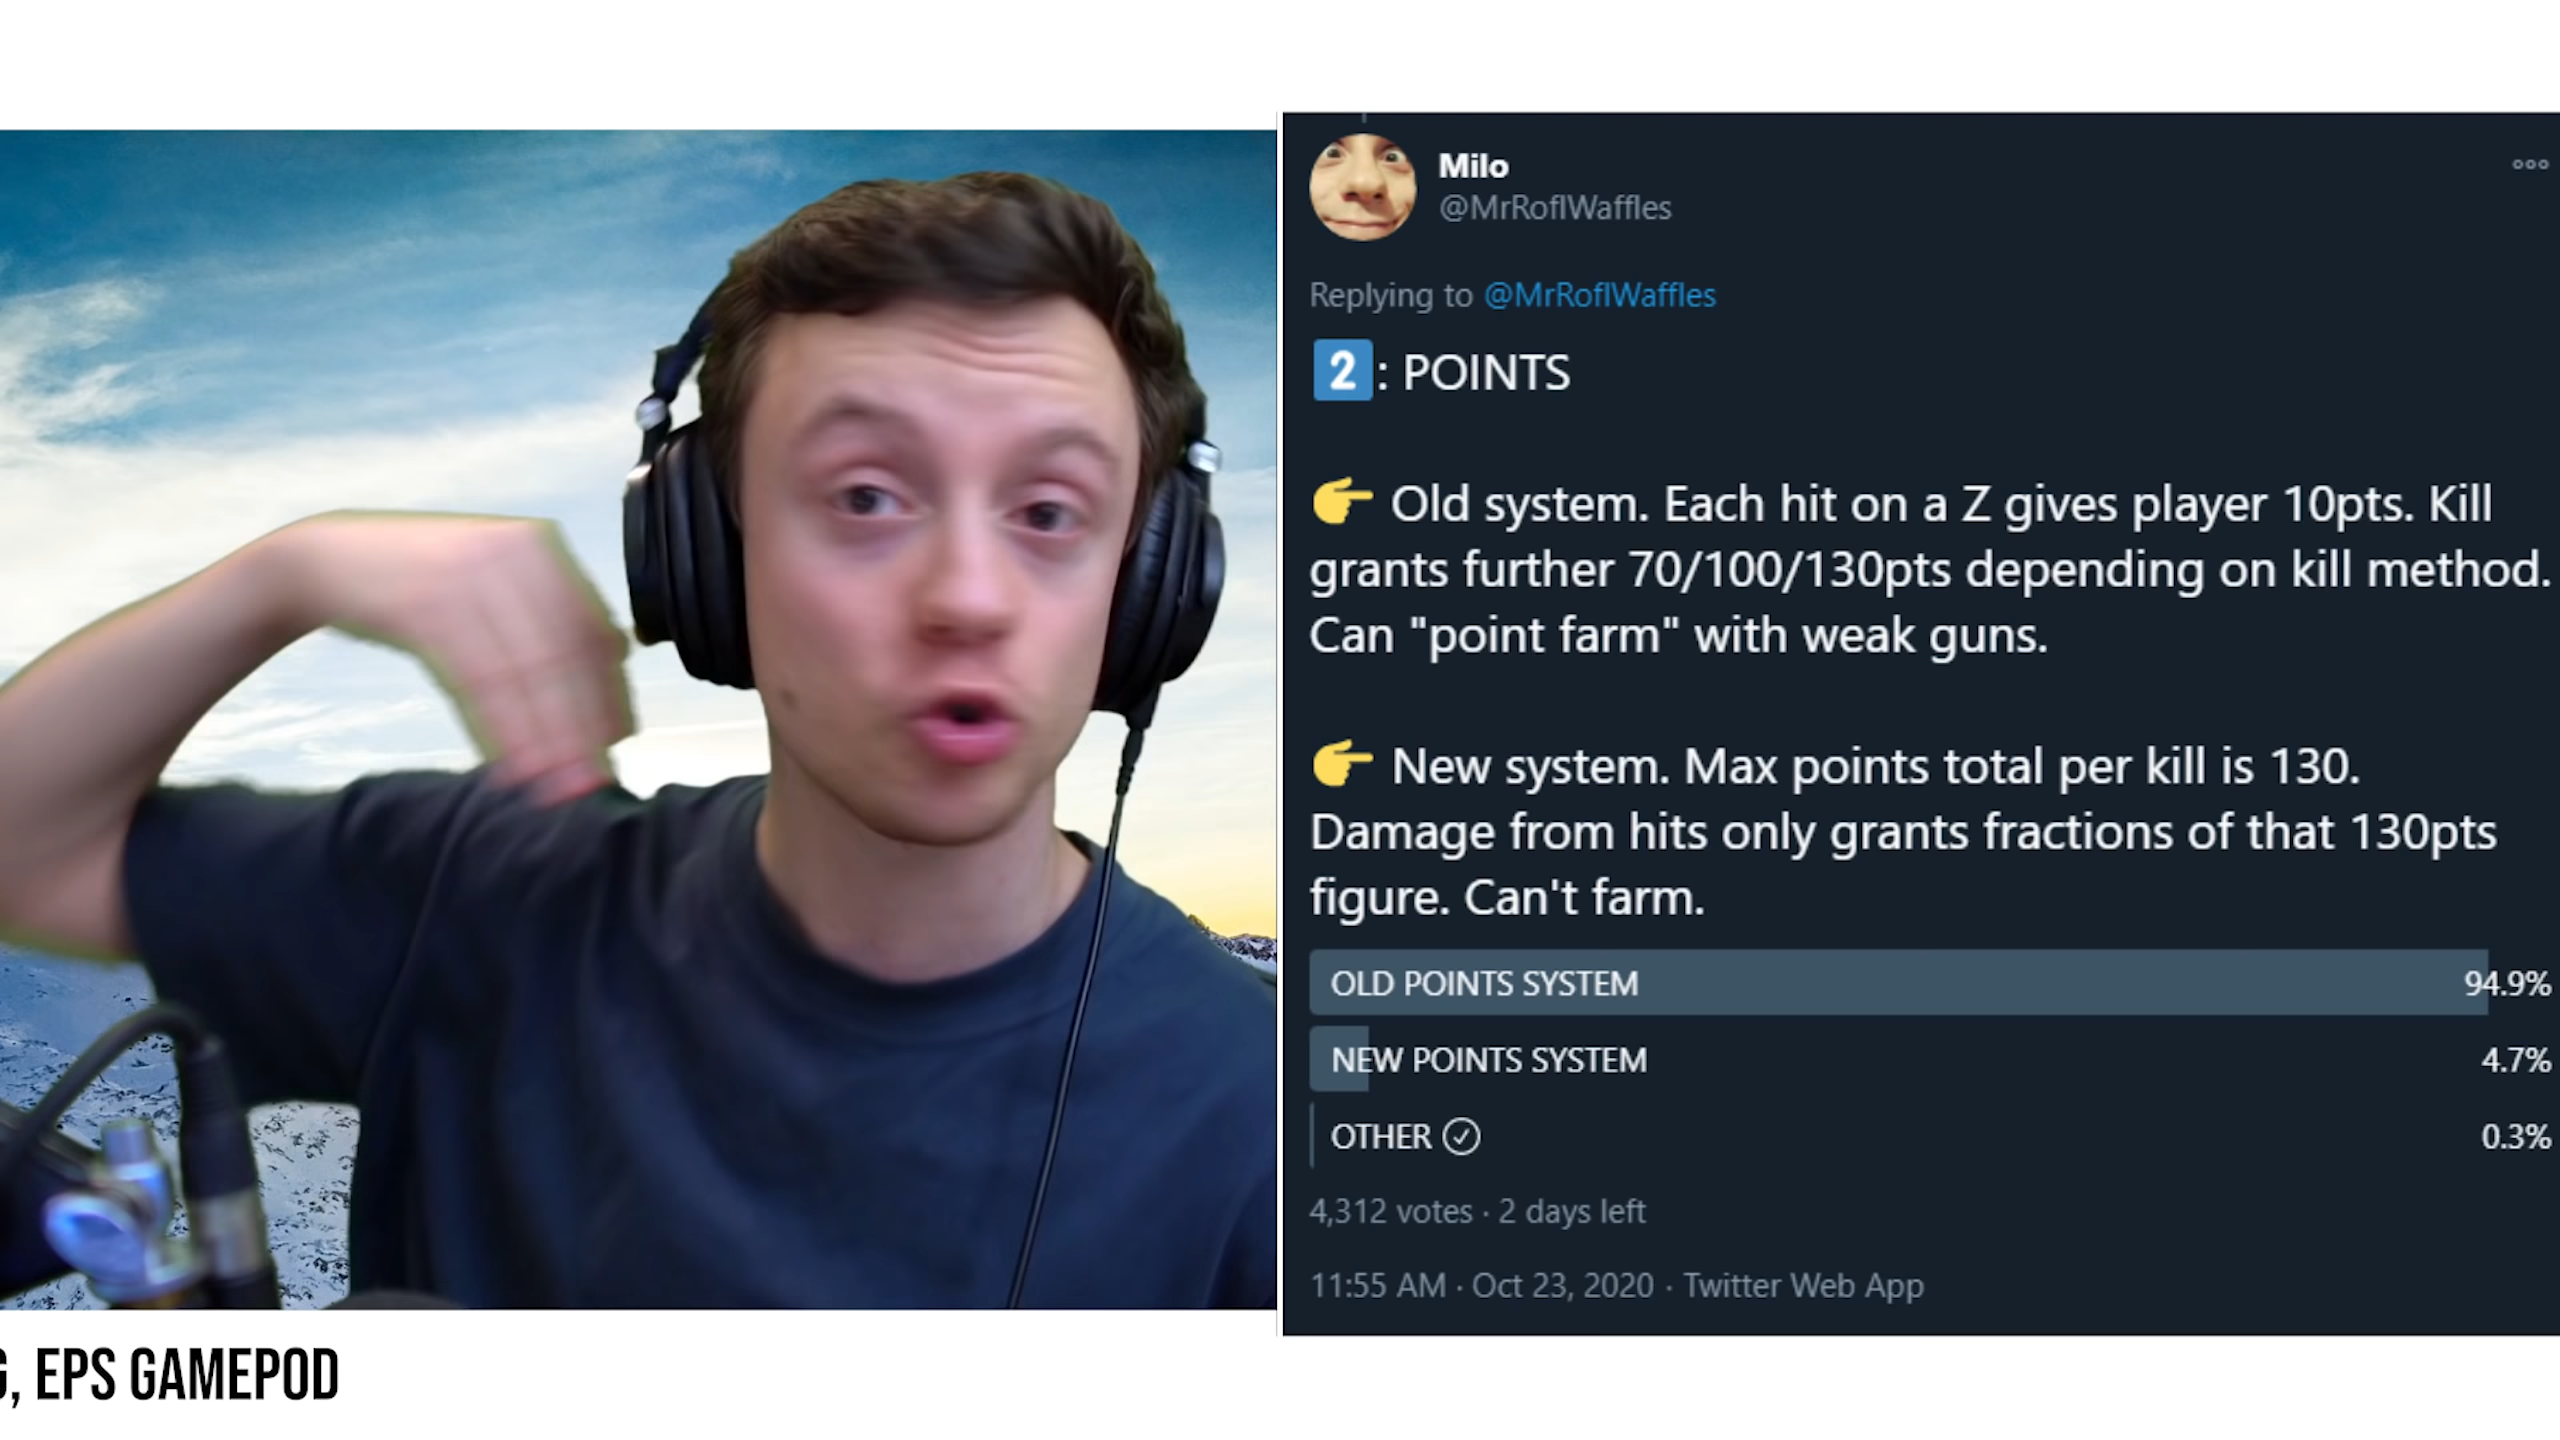 Milo
@MrRoflWaffles
Replying to @MrRoflWaffles
2: POINTS
👉 Old system. Each hit on a Z gives player 10pts. Kill
grants further 70/100/130pts depending on kill method.
Can "point farm" with weak guns.
👉 New system. Max points total per kill is 130.
Damage from hits only grants fractions of that 130pts
figure. Can't farm.
OLD POINTS SYSTEM 94.9%
NEW POINTS SYSTEM 4.7%
OTHER 0.3%
4,312 votes · 2 days left
11:55 AM · Oct 23, 2020 · Twitter Web App
, EPS GAMEPOD